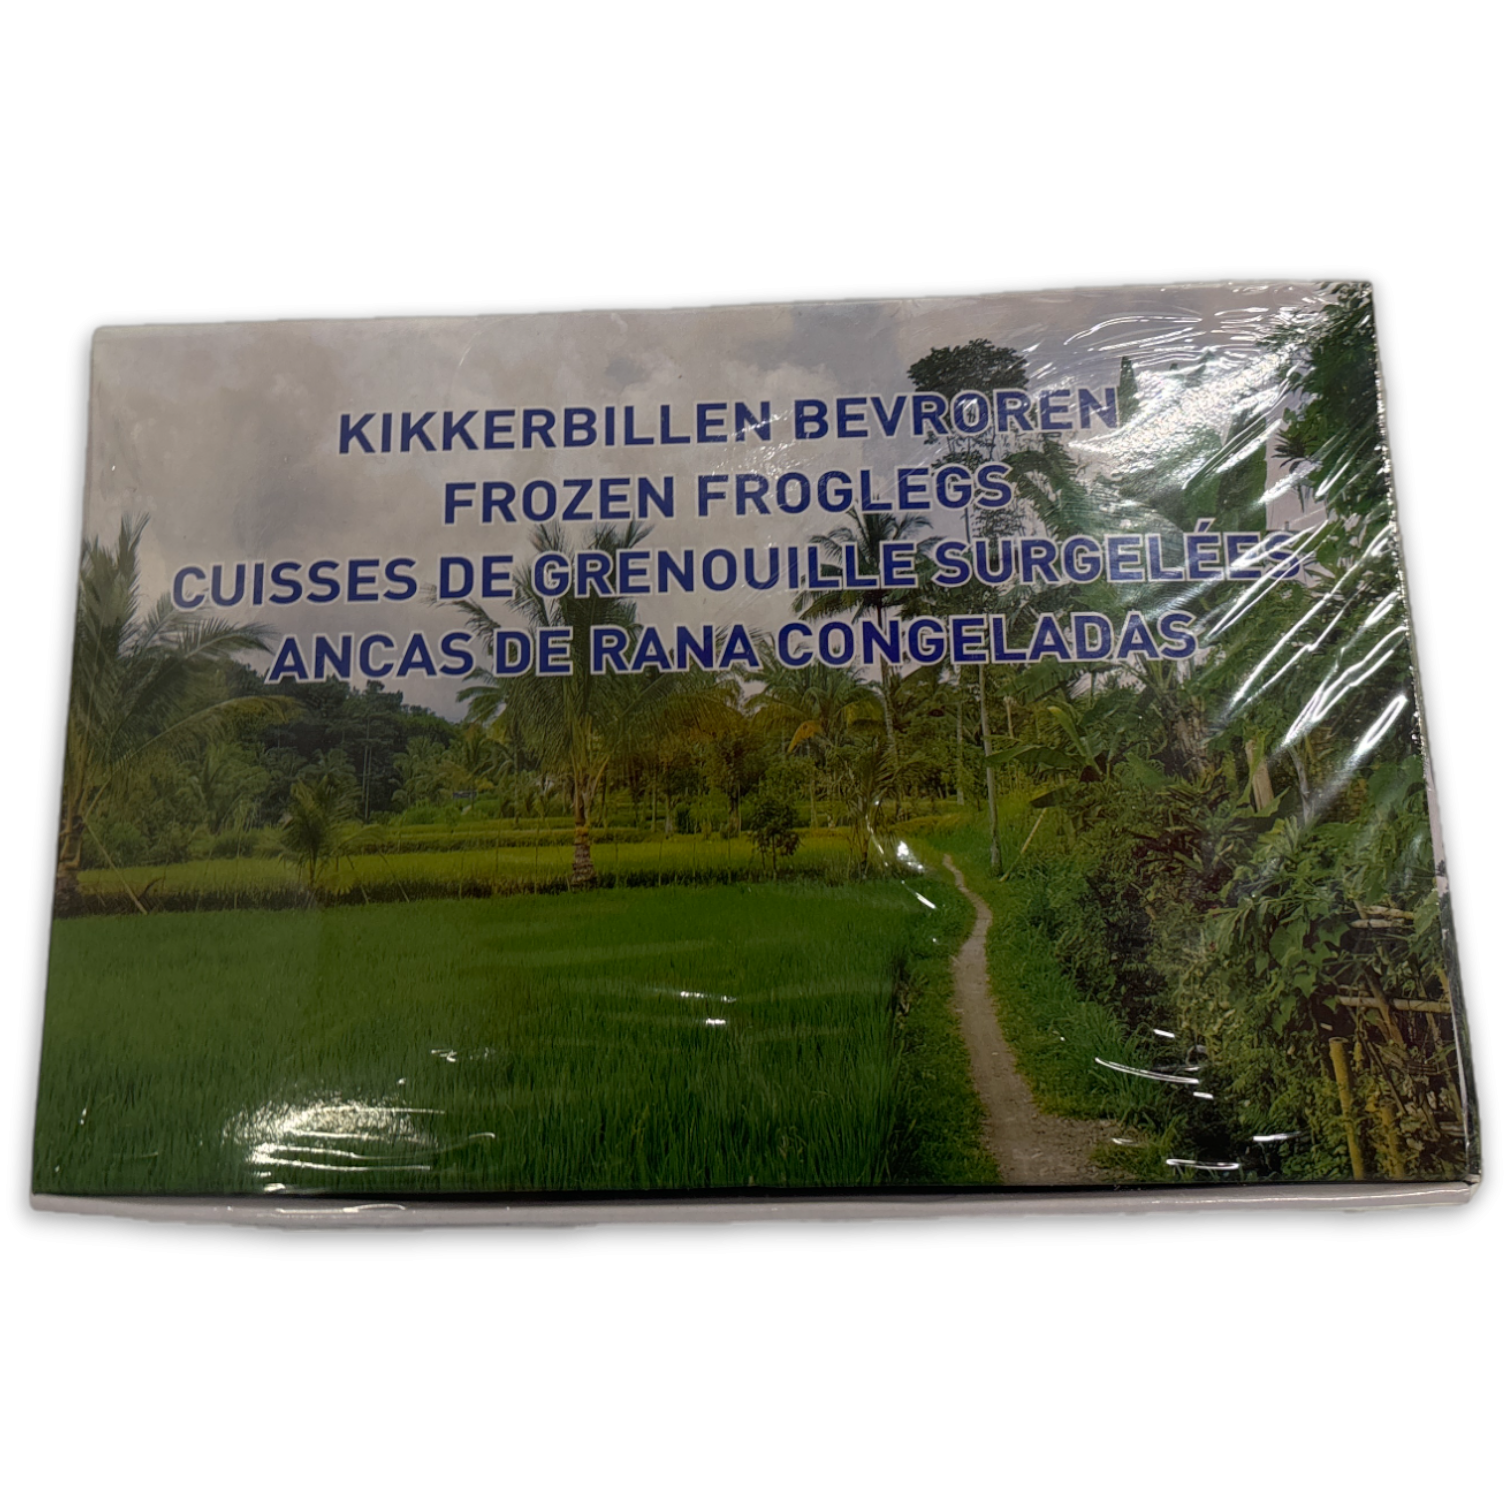 KIKKERBILLEN BEVROREN
FROZEN FROGLEGS
CUISSES DE GRENOUILLE SURGELÉES
ANCAS DE RANA CONGELADAS